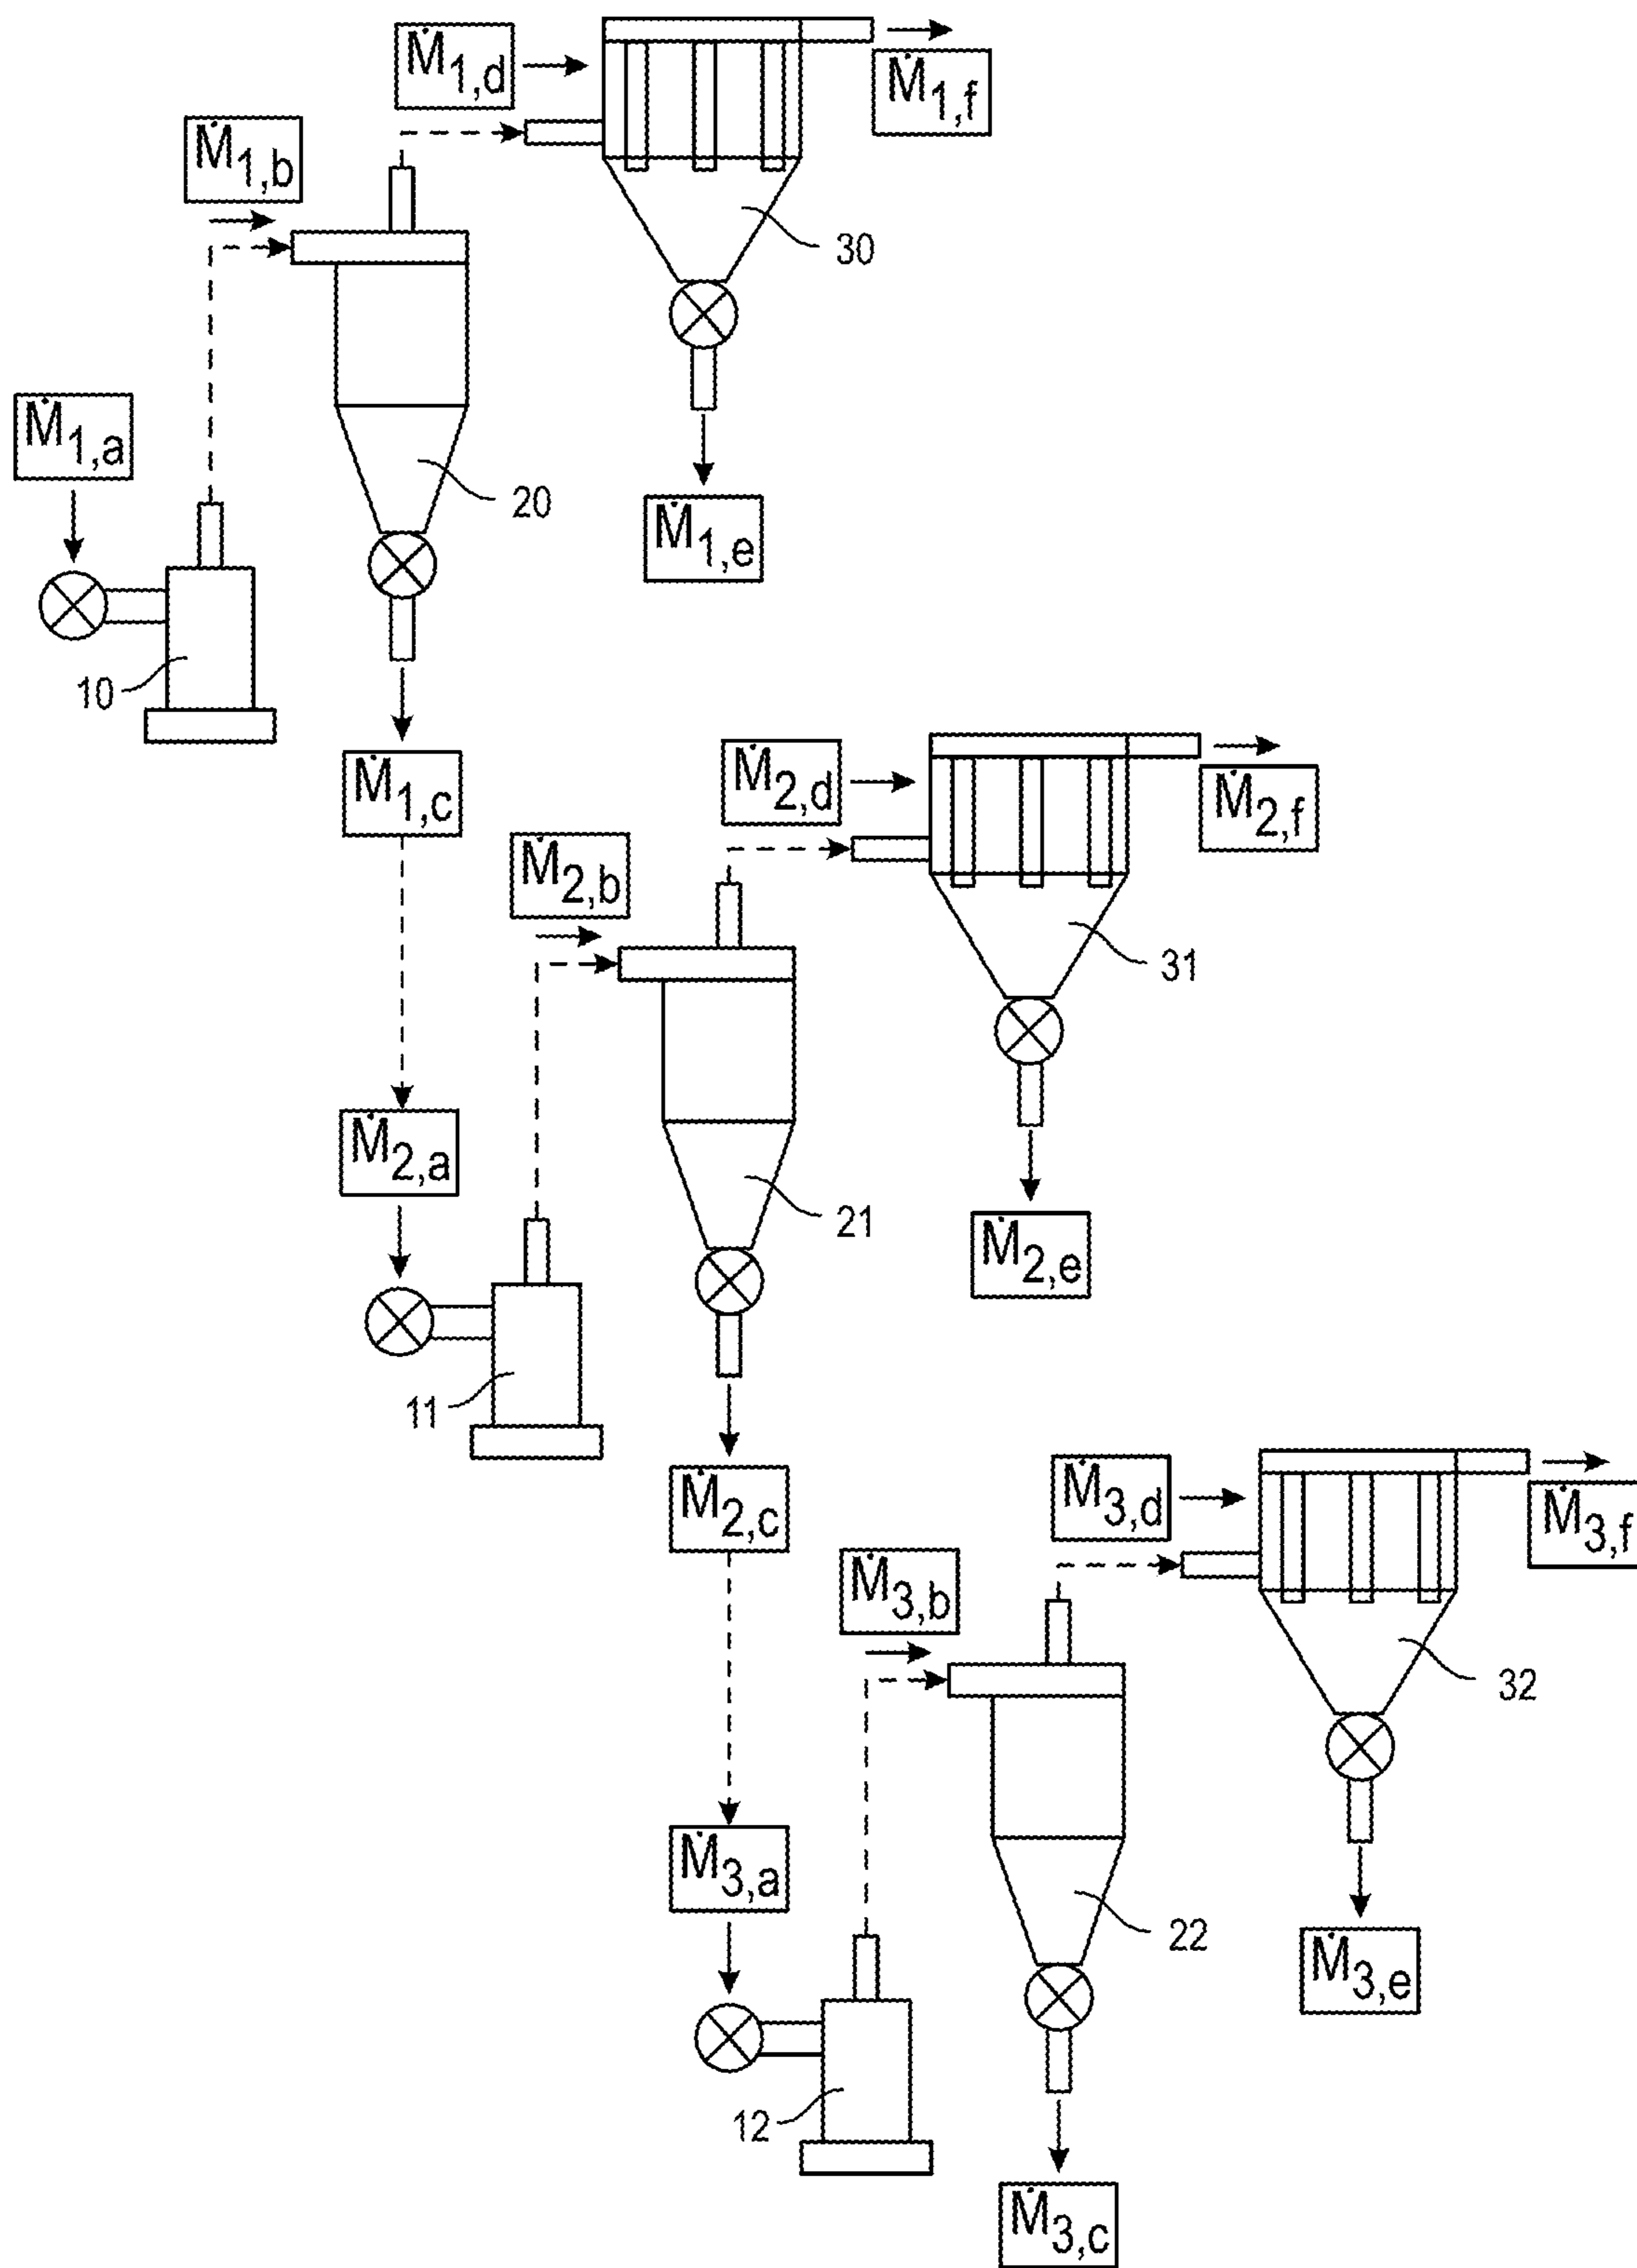 Ṁ1,d
Ṁ1,f
Ṁ1,b
30
Ṁ1,a
20
Ṁ1,e
10
Ṁ1,c
Ṁ2,d
Ṁ2,f
Ṁ2,b
31
Ṁ2,a
21
Ṁ2,e
11
Ṁ2,c
Ṁ3,d
Ṁ3,f
Ṁ3,b
32
Ṁ3,a
22
Ṁ3,e
12
Ṁ3,c